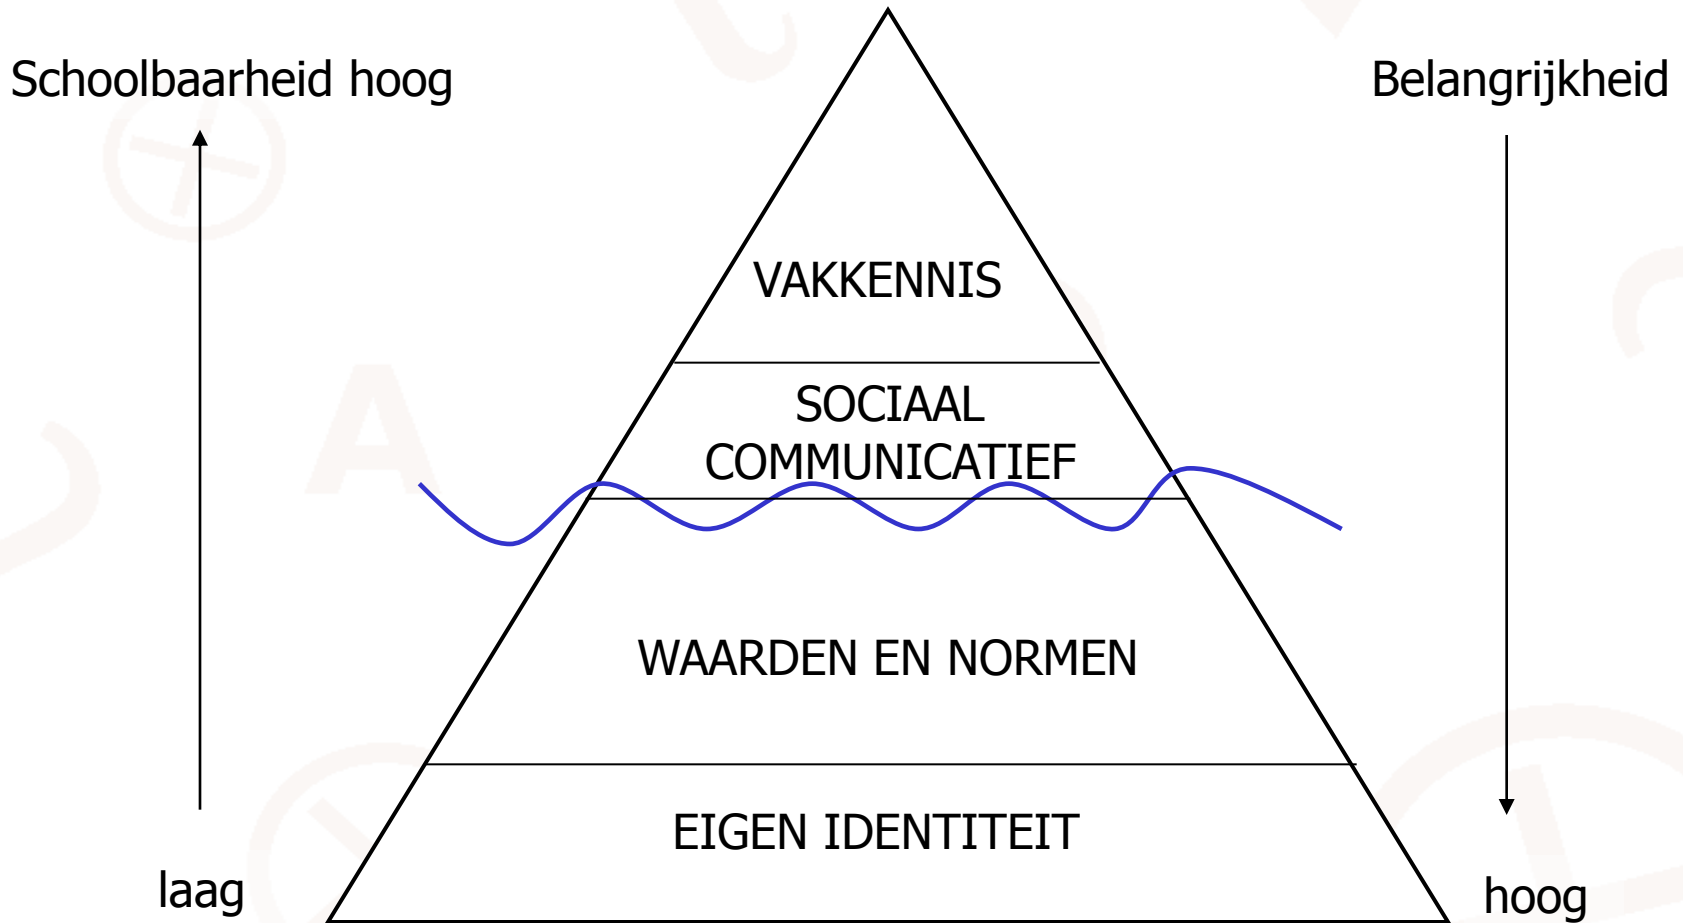 Schoolbaarheid hoog
Belangrijkheid
VAKKENNIS
SOCIAAL
COMMUNICATIEF
WAARDEN EN NORMEN
EIGEN IDENTITEIT
laag
hoog